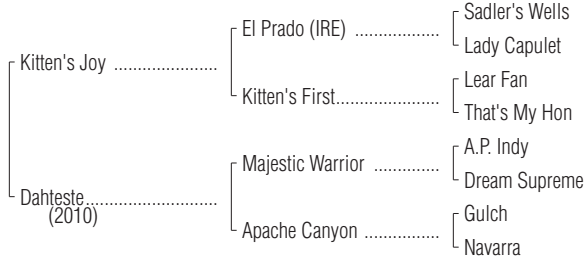 Sadler's Wells
El Prado (IRE) ..................
Lady Capulet
Kitten's Joy ......................
Lear Fan
Kitten's First......................
That's My Hon
A.P. Indy
Majestic Warrior ..............
Dream Supreme
Dahteste............................
(2010)
Gulch
Apache Canyon ................
Navarra